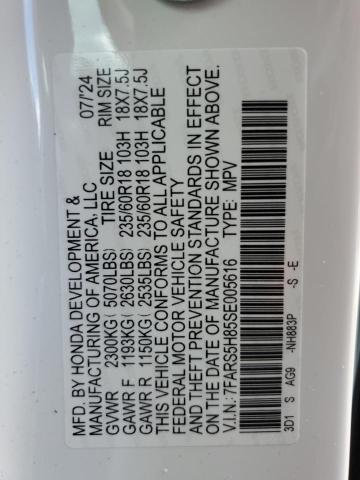 MFD. BY HONDA DEVELOPMENT & 07/'24
MANUFACTURING OF AMERICA, LLC
TIRE SIZE RIM SIZE
GVWR 2300KG( 5070LBS)
GAWR F 1193KG( 2630LBS) 235/60R18 103H 18X7.5J
GAWR R 1150KG( 2535LBS) 235/60R18 103H 18X7.5J
THIS VEHICLE CONFORMS TO ALL APPLICABLE
FEDERAL MOTOR VEHICLE SAFETY
AND THEFT PREVENTION STANDARDS IN EFFECT
ON THE DATE OF MANUFACTURE SHOWN ABOVE.
V.I.N.: 7FARS5H85SE005616 TYPE: MPV
3D1 S AG9 -NH883P -S -E